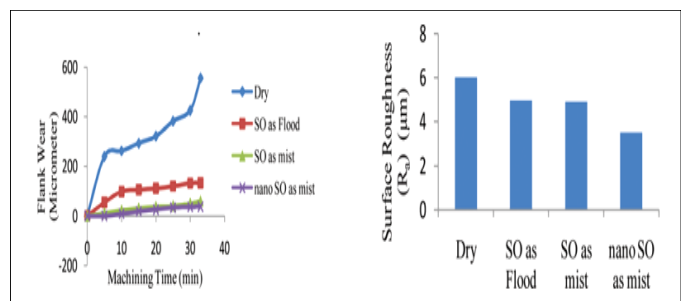 600
400
200
0
-200
0
10
20
30
40
Flank Wear
(Micrometer)
Machining Time (min)
Dry
SO as Flood
SO as mist
nano SO as mist
8
6
4
2
0
Surface Roughness
(Ra) (µm)
Dry
SO as
Flood
SO as
mist
nano SO
as mist